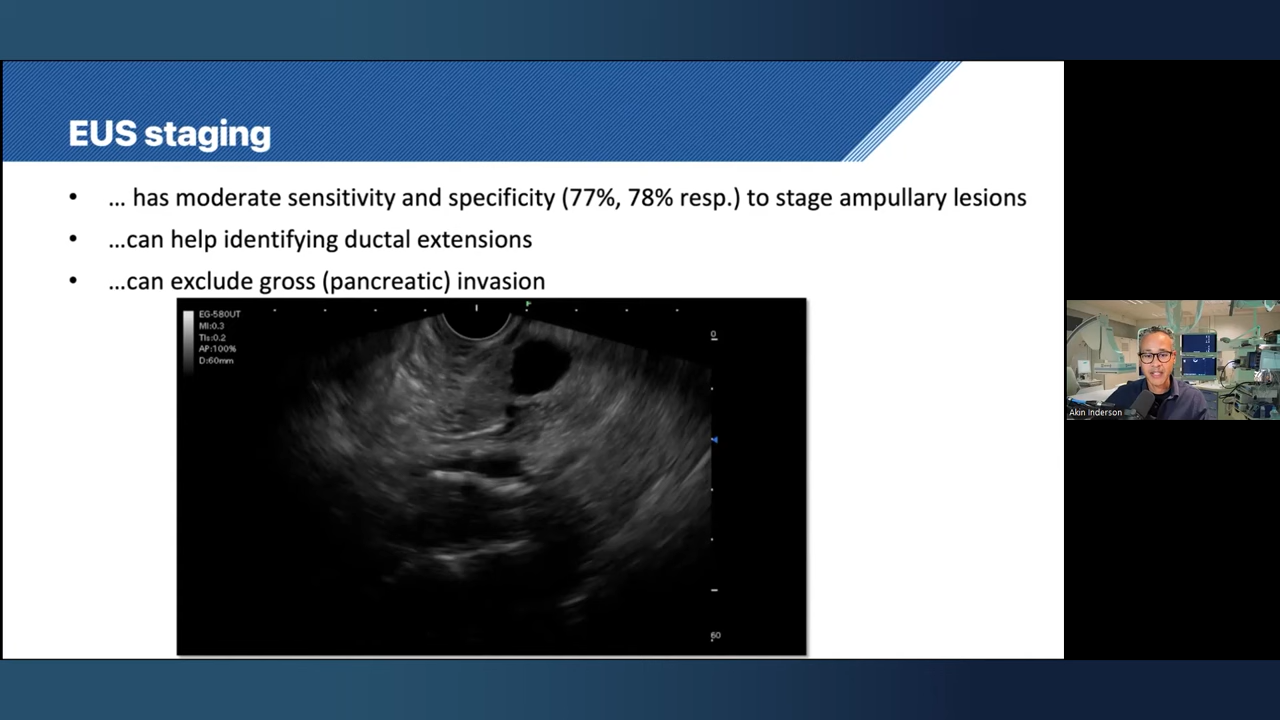 EUS staging
• ... has moderate sensitivity and specificity (77%, 78% resp.) to stage ampullary lesions
• ...can help identifying ductal extensions
• ...can exclude gross (pancreatic) invasion
EG-580UT
MI:0.3
TIs:0.2
AP:100%
D:60mm
0
60
Akin Inderson